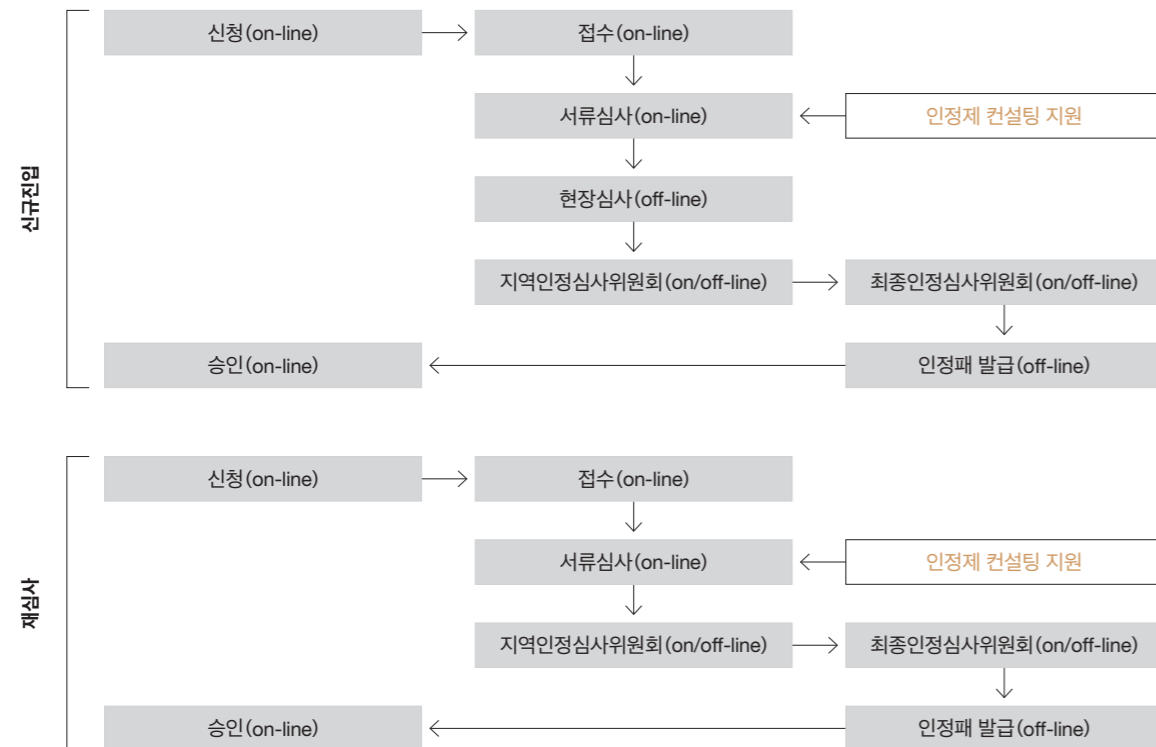 신규진입
신청(on-line)
접수(on-line)
서류심사(on-line)
인정제 컨설팅 지원
현장심사(off-line)
지역인정심사위원회(on/off-line)
최종인정심사위원회(on/off-line)
승인(on-line)
인정패 발급(off-line)
재심사
신청(on-line)
접수(on-line)
서류심사(on-line)
인정제 컨설팅 지원
지역인정심사위원회(on/off-line)
최종인정심사위원회(on/off-line)
승인(on-line)
인정패 발급(off-line)